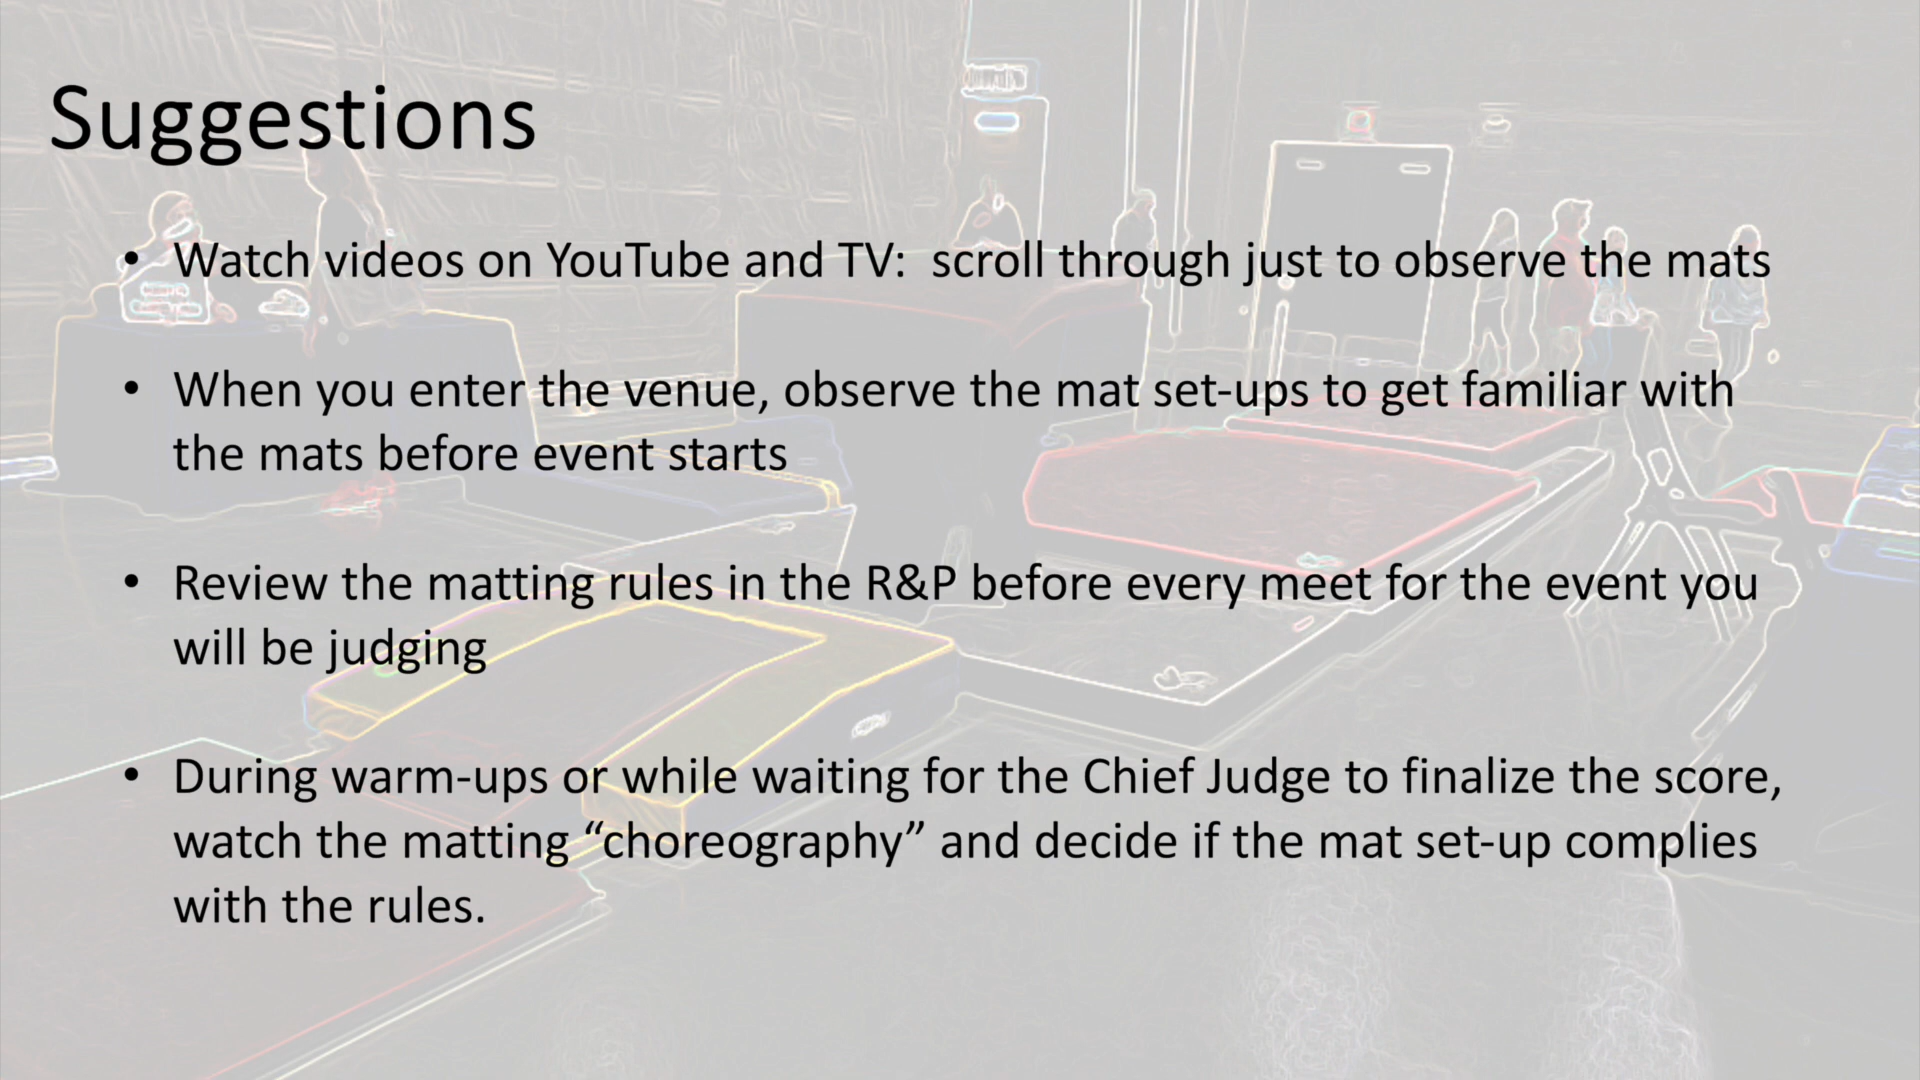 Suggestions
• Watch videos on YouTube and TV:  scroll through just to observe the mats
• When you enter the venue, observe the mat set-ups to get familiar with
the mats before event starts
• Review the matting rules in the R&P before every meet for the event you
will be judging
• During warm-ups or while waiting for the Chief Judge to finalize the score,
watch the matting “choreography” and decide if the mat set-up complies
with the rules.